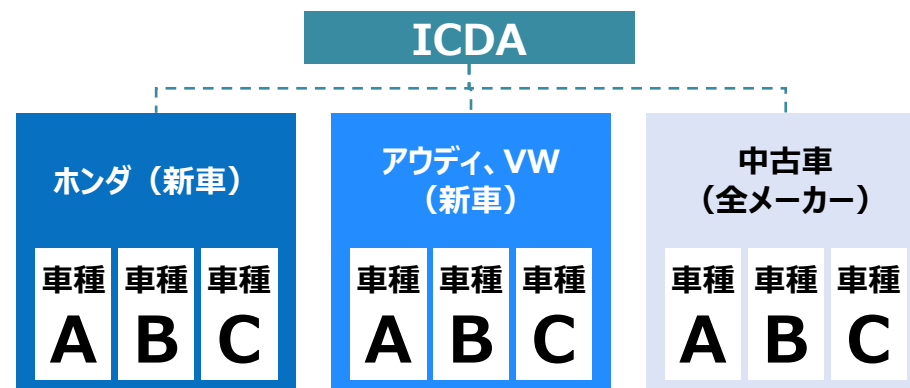 ICDA
ホンダ（新車）
アウディ、VW
（新車）
中古車
（全メーカー）
車種 車種 車種
A B C
車種 車種 車種
A B C
車種 車種 車種
A B C